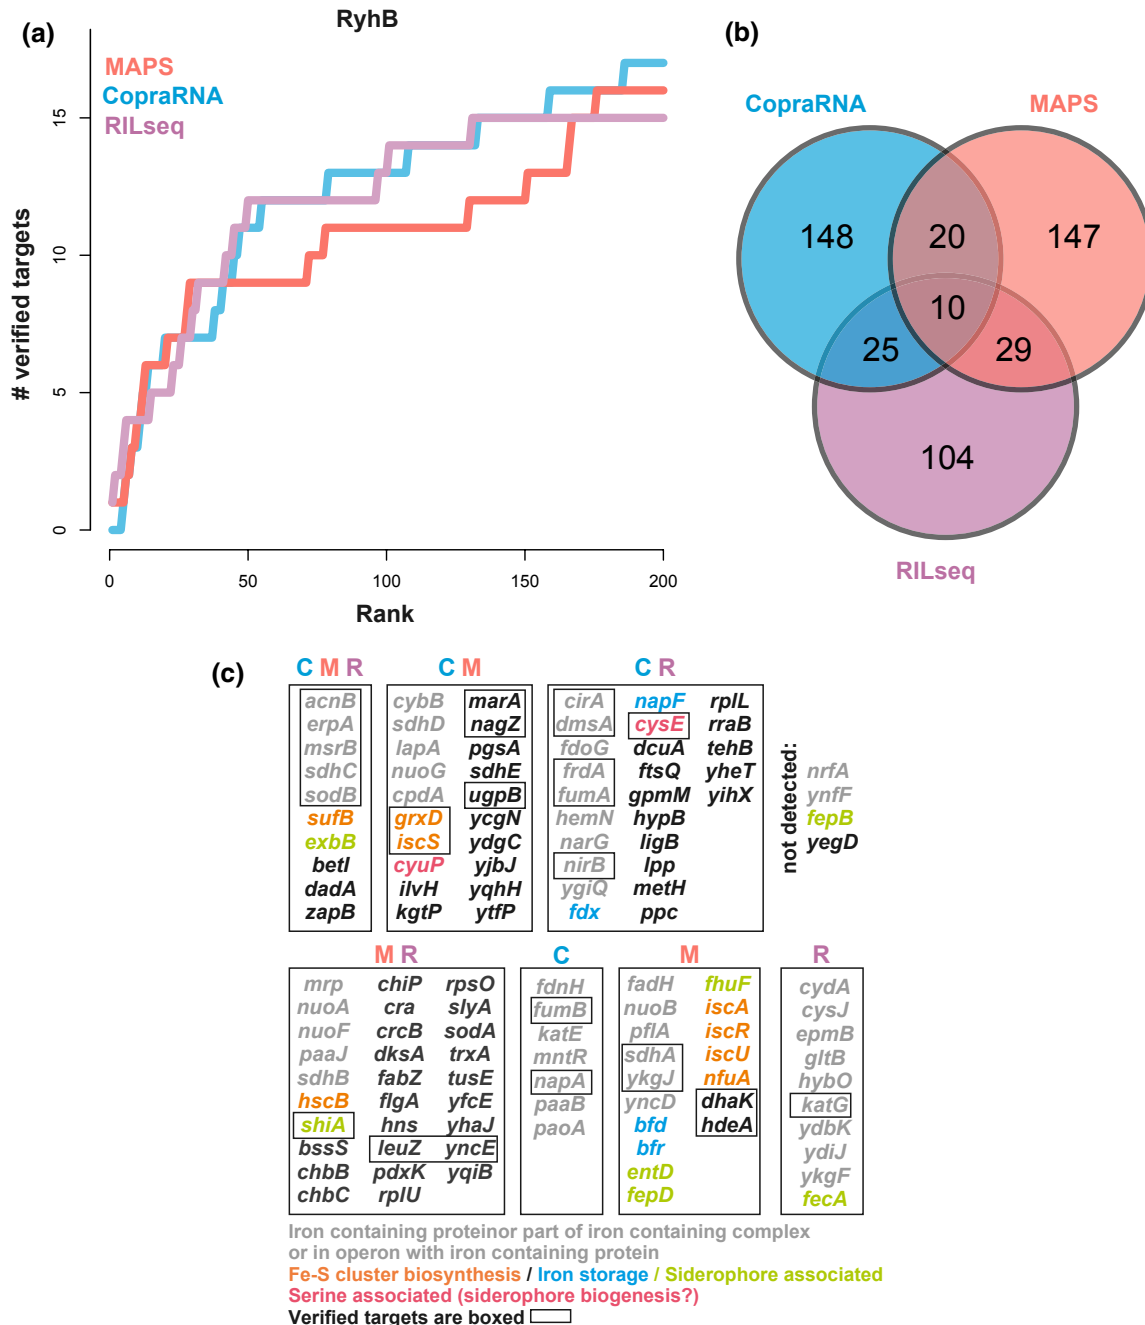 (a)
RyhB
MAPS
CopraRNA
RILseq
# verified targets
15
10
5
0
0 50 100 150 200
Rank
(b)
CopraRNA MAPS
148 20 147
10
25 29
104
RILseq
(c)
C M R
acnB
erpA
msrB
sdhC
sodB
sufB
exbB
betI
dadA
zapB
C M
cybB marA
sdhD nagZ
lapA pgsA
nuoG sdhE
cpdA ugpB
grxD ycgN
iscS ydgC
cyuP yjbJ
ilvH yqhH
kgtP ytfP
C R
cirA napF rplL
dmsA cysE rraB
fdoG dcuA tehB
frdA ftsQ yheT
fumA gpmM yihX
hemN hypB
narG ligB
nirB lpp
ygiQ metH
fdx ppc
not detected:
nrfA
ynfF
fepB
yegD
M R
mrp chiP rpsO
nuoA cra slyA
nuoF crcB sodA
paaJ dksA trxA
sdhB fabZ tusE
hscB flgA yfcE
shiA hns yhaJ
bssS leuZ yncE
chbB pdxK yqiB
chbC rplU
C
fdnH
fumB
katE
mntR
napA
paaB
paoA
M
fadH fhuF
nuoB iscA
pflA iscR
sdhA iscU
ykgJ nfuA
yncD dhaK
bfd hdeA
bfr
entD
fepD
R
cydA
cysJ
epmB
gltB
hybO
katG
ydbK
ydiJ
ykgF
fecA
Iron containing proteinor part of iron containing complex
or in operon with iron containing protein
Fe-S cluster biosynthesis / Iron storage / Siderophore associated
Serine associated (siderophore biogenesis?)
Verified targets are boxed